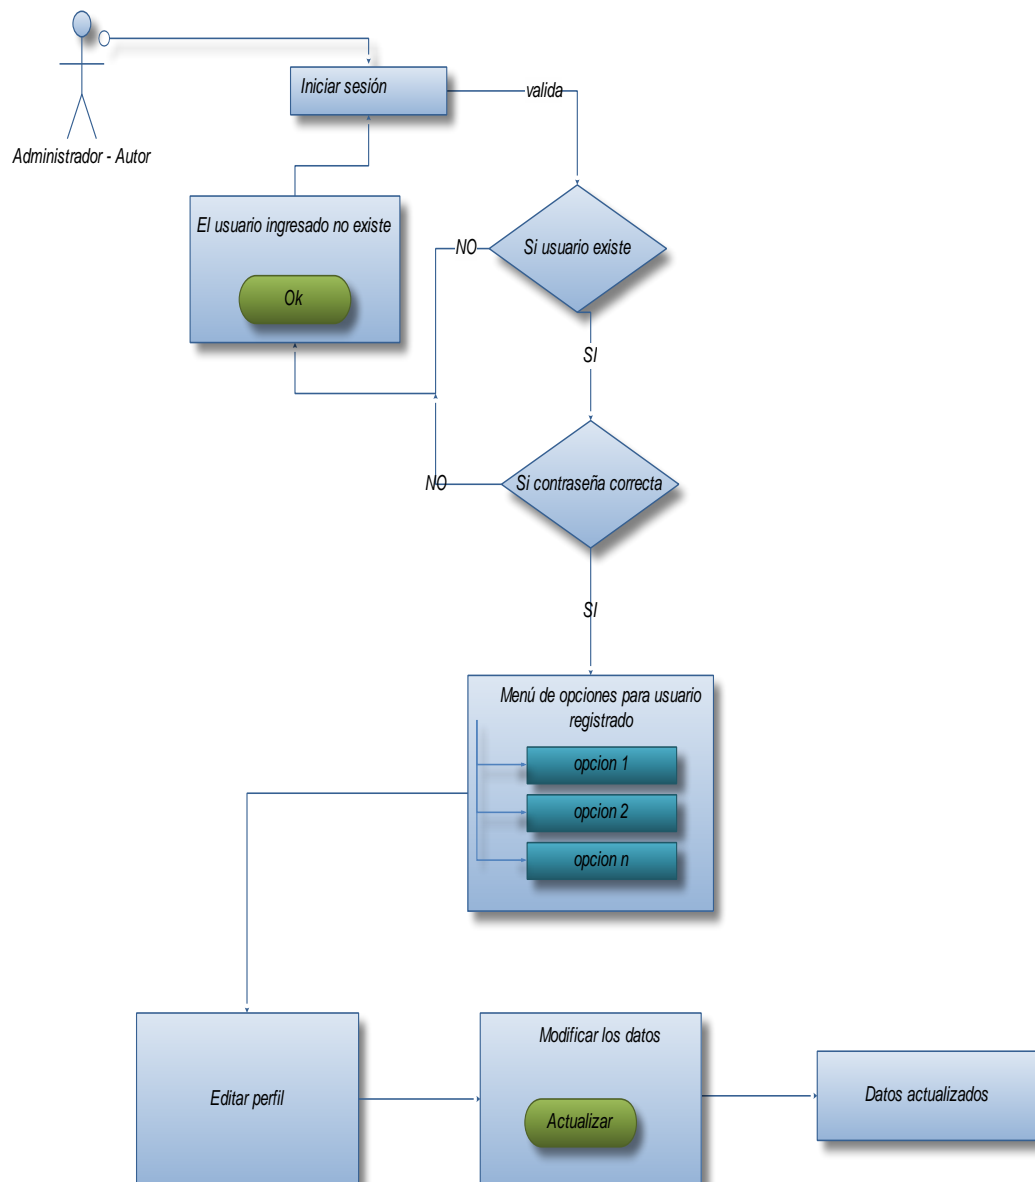 Iniciar sesión
valida
Administrador - Autor
El usuario ingresado no existe
Ok
NO
Si usuario existe
SI
NO
Si contraseña correcta
SI
Menú de opciones para usuario
registrado
opcion 1
opcion 2
opcion n
Editar perfil
Modificar los datos
Actualizar
Datos actualizados